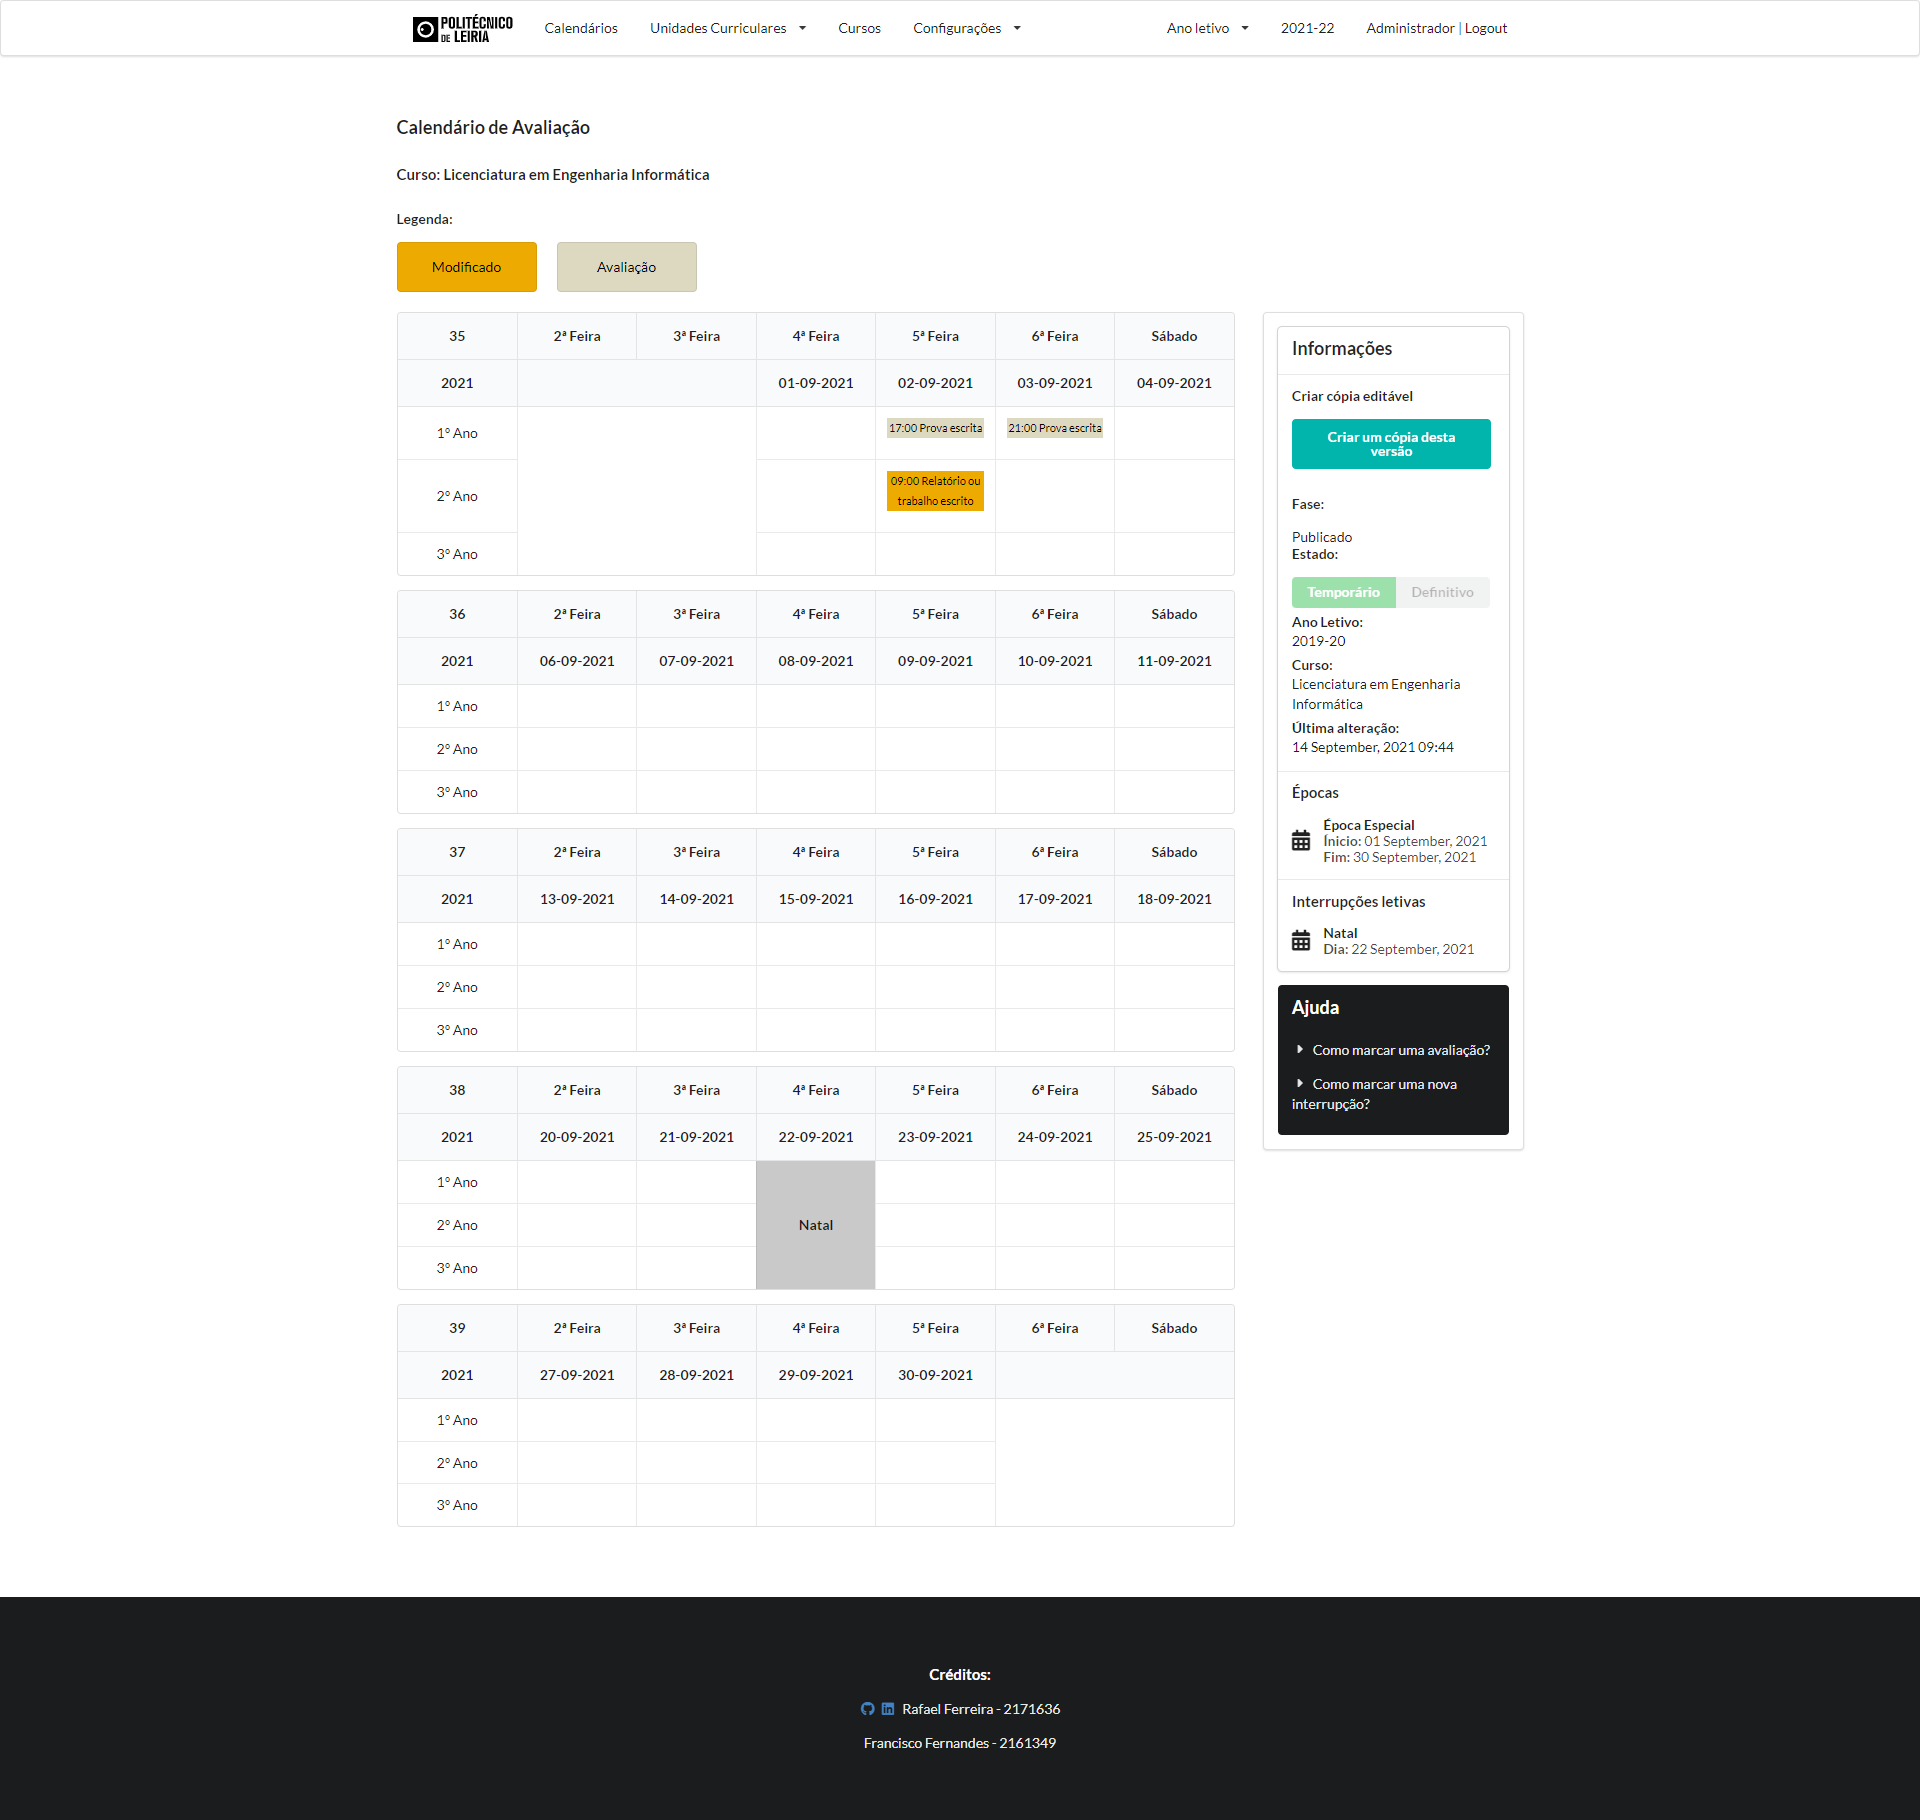 POLITÉCNICO
DE LEIRIA
Calendários Unidades Curriculares Cursos Configurações Ano letivo 2021-22 Administrador | Logout
Calendário de Avaliação
Curso: Licenciatura em Engenharia Informática
Legenda:
Modificado Avaliação
35 2ª Feira 3ª Feira 4ª Feira 5ª Feira 6ª Feira Sábado
2021 01-09-2021 02-09-2021 03-09-2021 04-09-2021
1º Ano 17:00 Prova escrita 21:00 Prova escrita
2º Ano 09:00 Relatório ou
trabalho escrito
3º Ano
36 2ª Feira 3ª Feira 4ª Feira 5ª Feira 6ª Feira Sábado
2021 06-09-2021 07-09-2021 08-09-2021 09-09-2021 10-09-2021 11-09-2021
1º Ano
2º Ano
3º Ano
37 2ª Feira 3ª Feira 4ª Feira 5ª Feira 6ª Feira Sábado
2021 13-09-2021 14-09-2021 15-09-2021 16-09-2021 17-09-2021 18-09-2021
1º Ano
2º Ano
3º Ano
38 2ª Feira 3ª Feira 4ª Feira 5ª Feira 6ª Feira Sábado
2021 20-09-2021 21-09-2021 22-09-2021 23-09-2021 24-09-2021 25-09-2021
1º Ano
2º Ano Natal
3º Ano
39 2ª Feira 3ª Feira 4ª Feira 5ª Feira 6ª Feira Sábado
2021 27-09-2021 28-09-2021 29-09-2021 30-09-2021
1º Ano
2º Ano
3º Ano
Informações
Criar cópia editável
Criar um cópia desta
versão
Fase:
Publicado
Estado:
Temporário Definitivo
Ano Letivo:
2019-20
Curso:
Licenciatura em Engenharia
Informática
Última alteração:
14 September, 2021 09:44
Épocas
Época Especial
Ínicio: 01 September, 2021
Fim: 30 September, 2021
Interrupções letivas
Natal
Dia: 22 September, 2021
Ajuda
Como marcar uma avaliação?
Como marcar uma nova
interrupção?
Créditos:
Rafael Ferreira - 2171636
Francisco Fernandes - 2161349